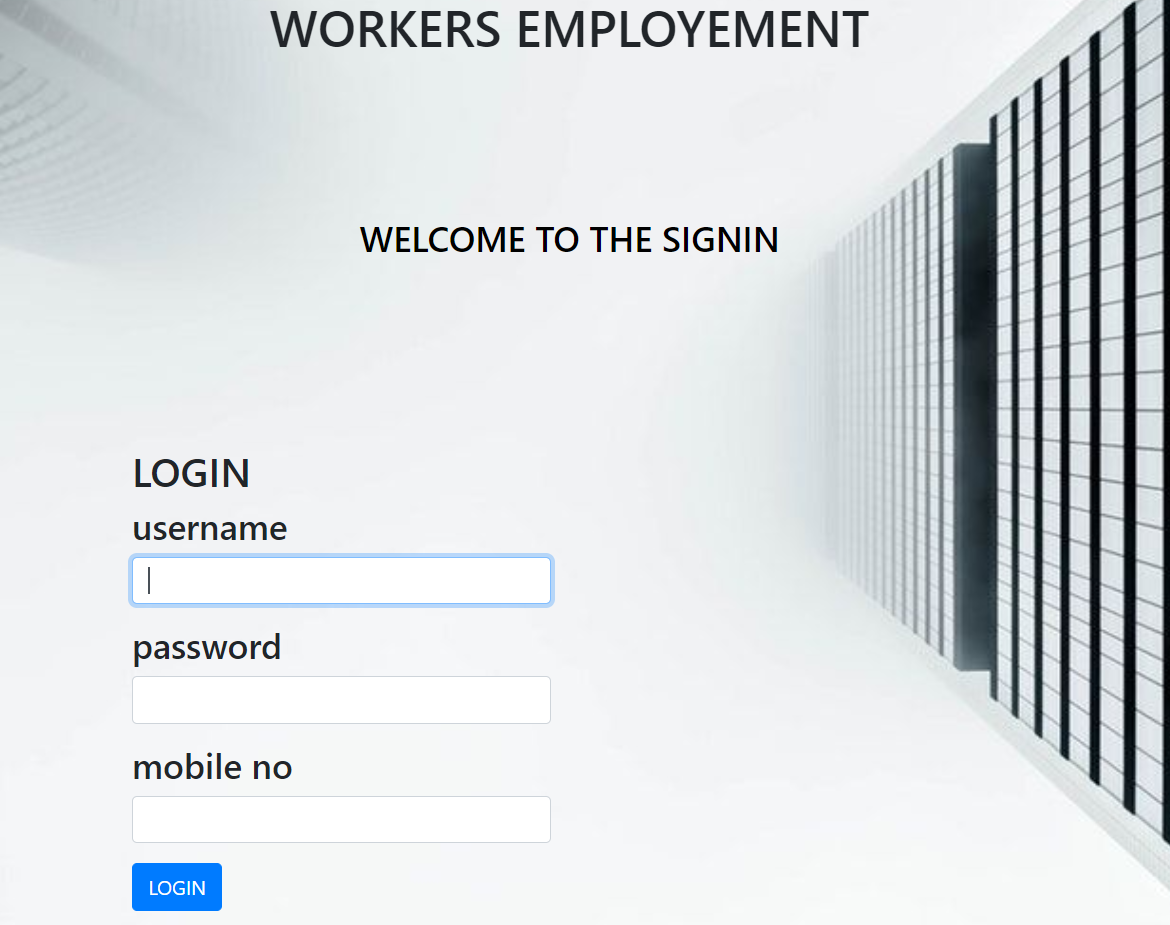 WORKERS EMPLOYEMENT
WELCOME TO THE SIGNIN
LOGIN
username
password
mobile no
LOGIN